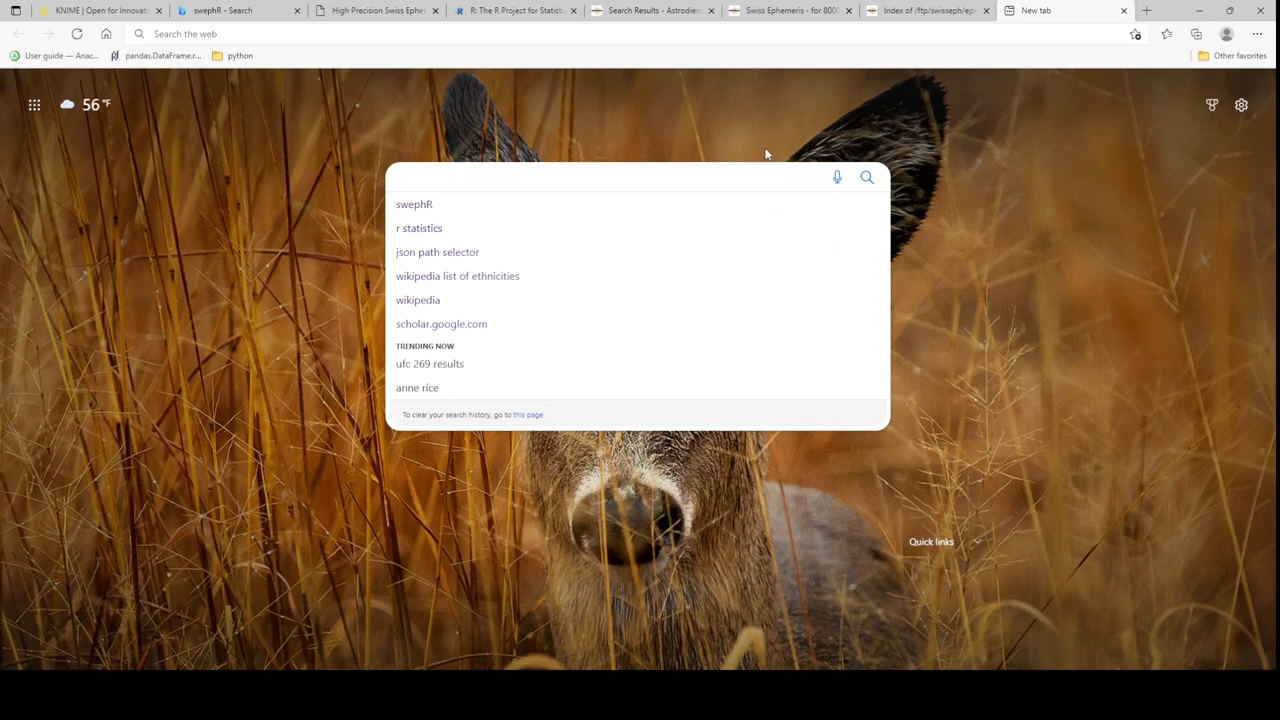 KNIME | Open for Innovati
swephR - Search
High Precision Swiss Epher
R: The R Project for Statisti
Search Results - Astrodien
Swiss Ephemeris - for 8000
Index of /ftp/swisseph/eph
New tab
Search the web
User guide — Anac...
pandas.DataFrame.r...
python
Other favorites
56 °F
swephR
r statistics
json path selector
wikipedia list of ethnicities
wikipedia
scholar.google.com
TRENDING NOW
ufc 269 results
anne rice
To clear your search history, go to this page
Quick links